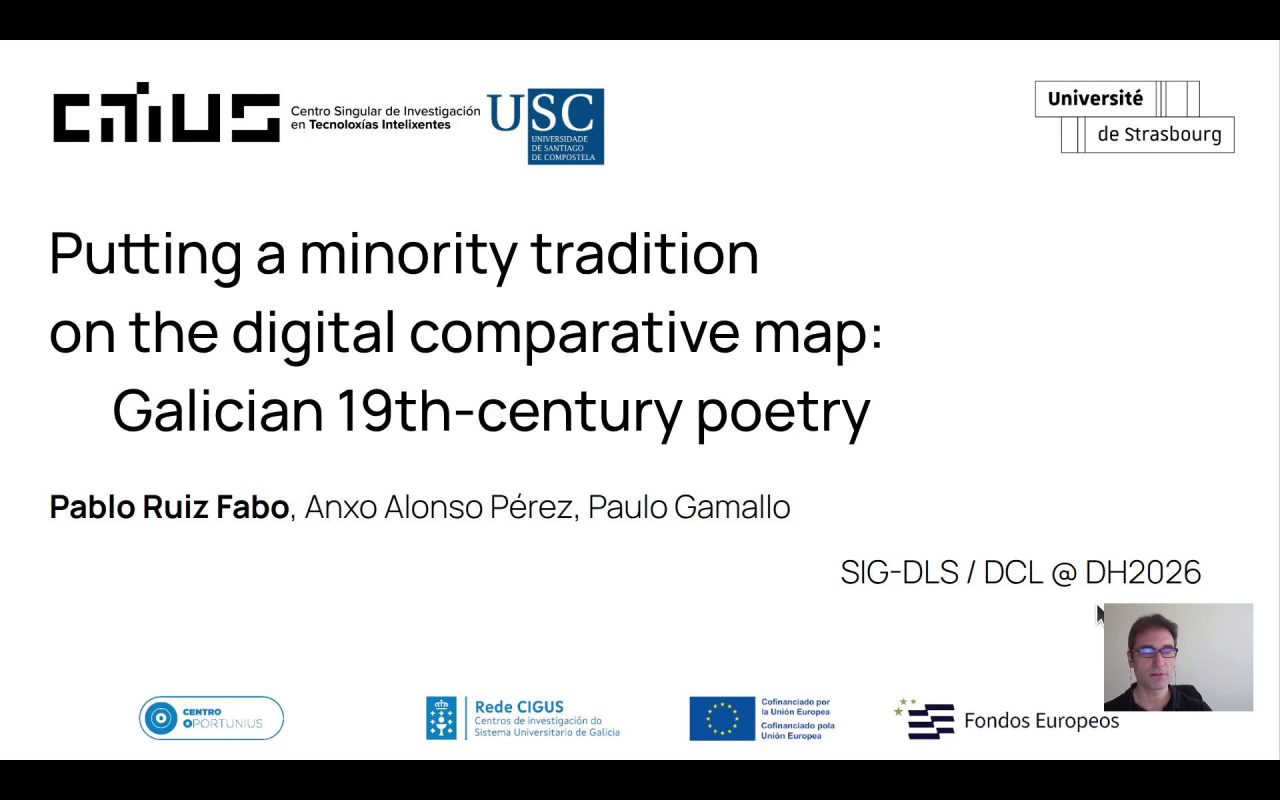 CiTIUS
Centro Singular de Investigación
en Tecnoloxías Intelixentes
USC
UNIVERSIDADE
DE SANTIAGO
DE COMPOSTELA
Université
de Strasbourg
Putting a minority tradition
on the digital comparative map:
Galician 19th-century poetry
Pablo Ruiz Fabo, Anxo Alonso Pérez, Paulo Gamallo
SIG-DLS / DCL @ DH2026
CENTRO
OPORTUNIUS
Rede CIGUS
Centros de investigación do
Sistema Universitario de Galicia
Cofinanciado por
la Unión Europea
Cofinanciado pola
Unión Europea
Fondos Europeos